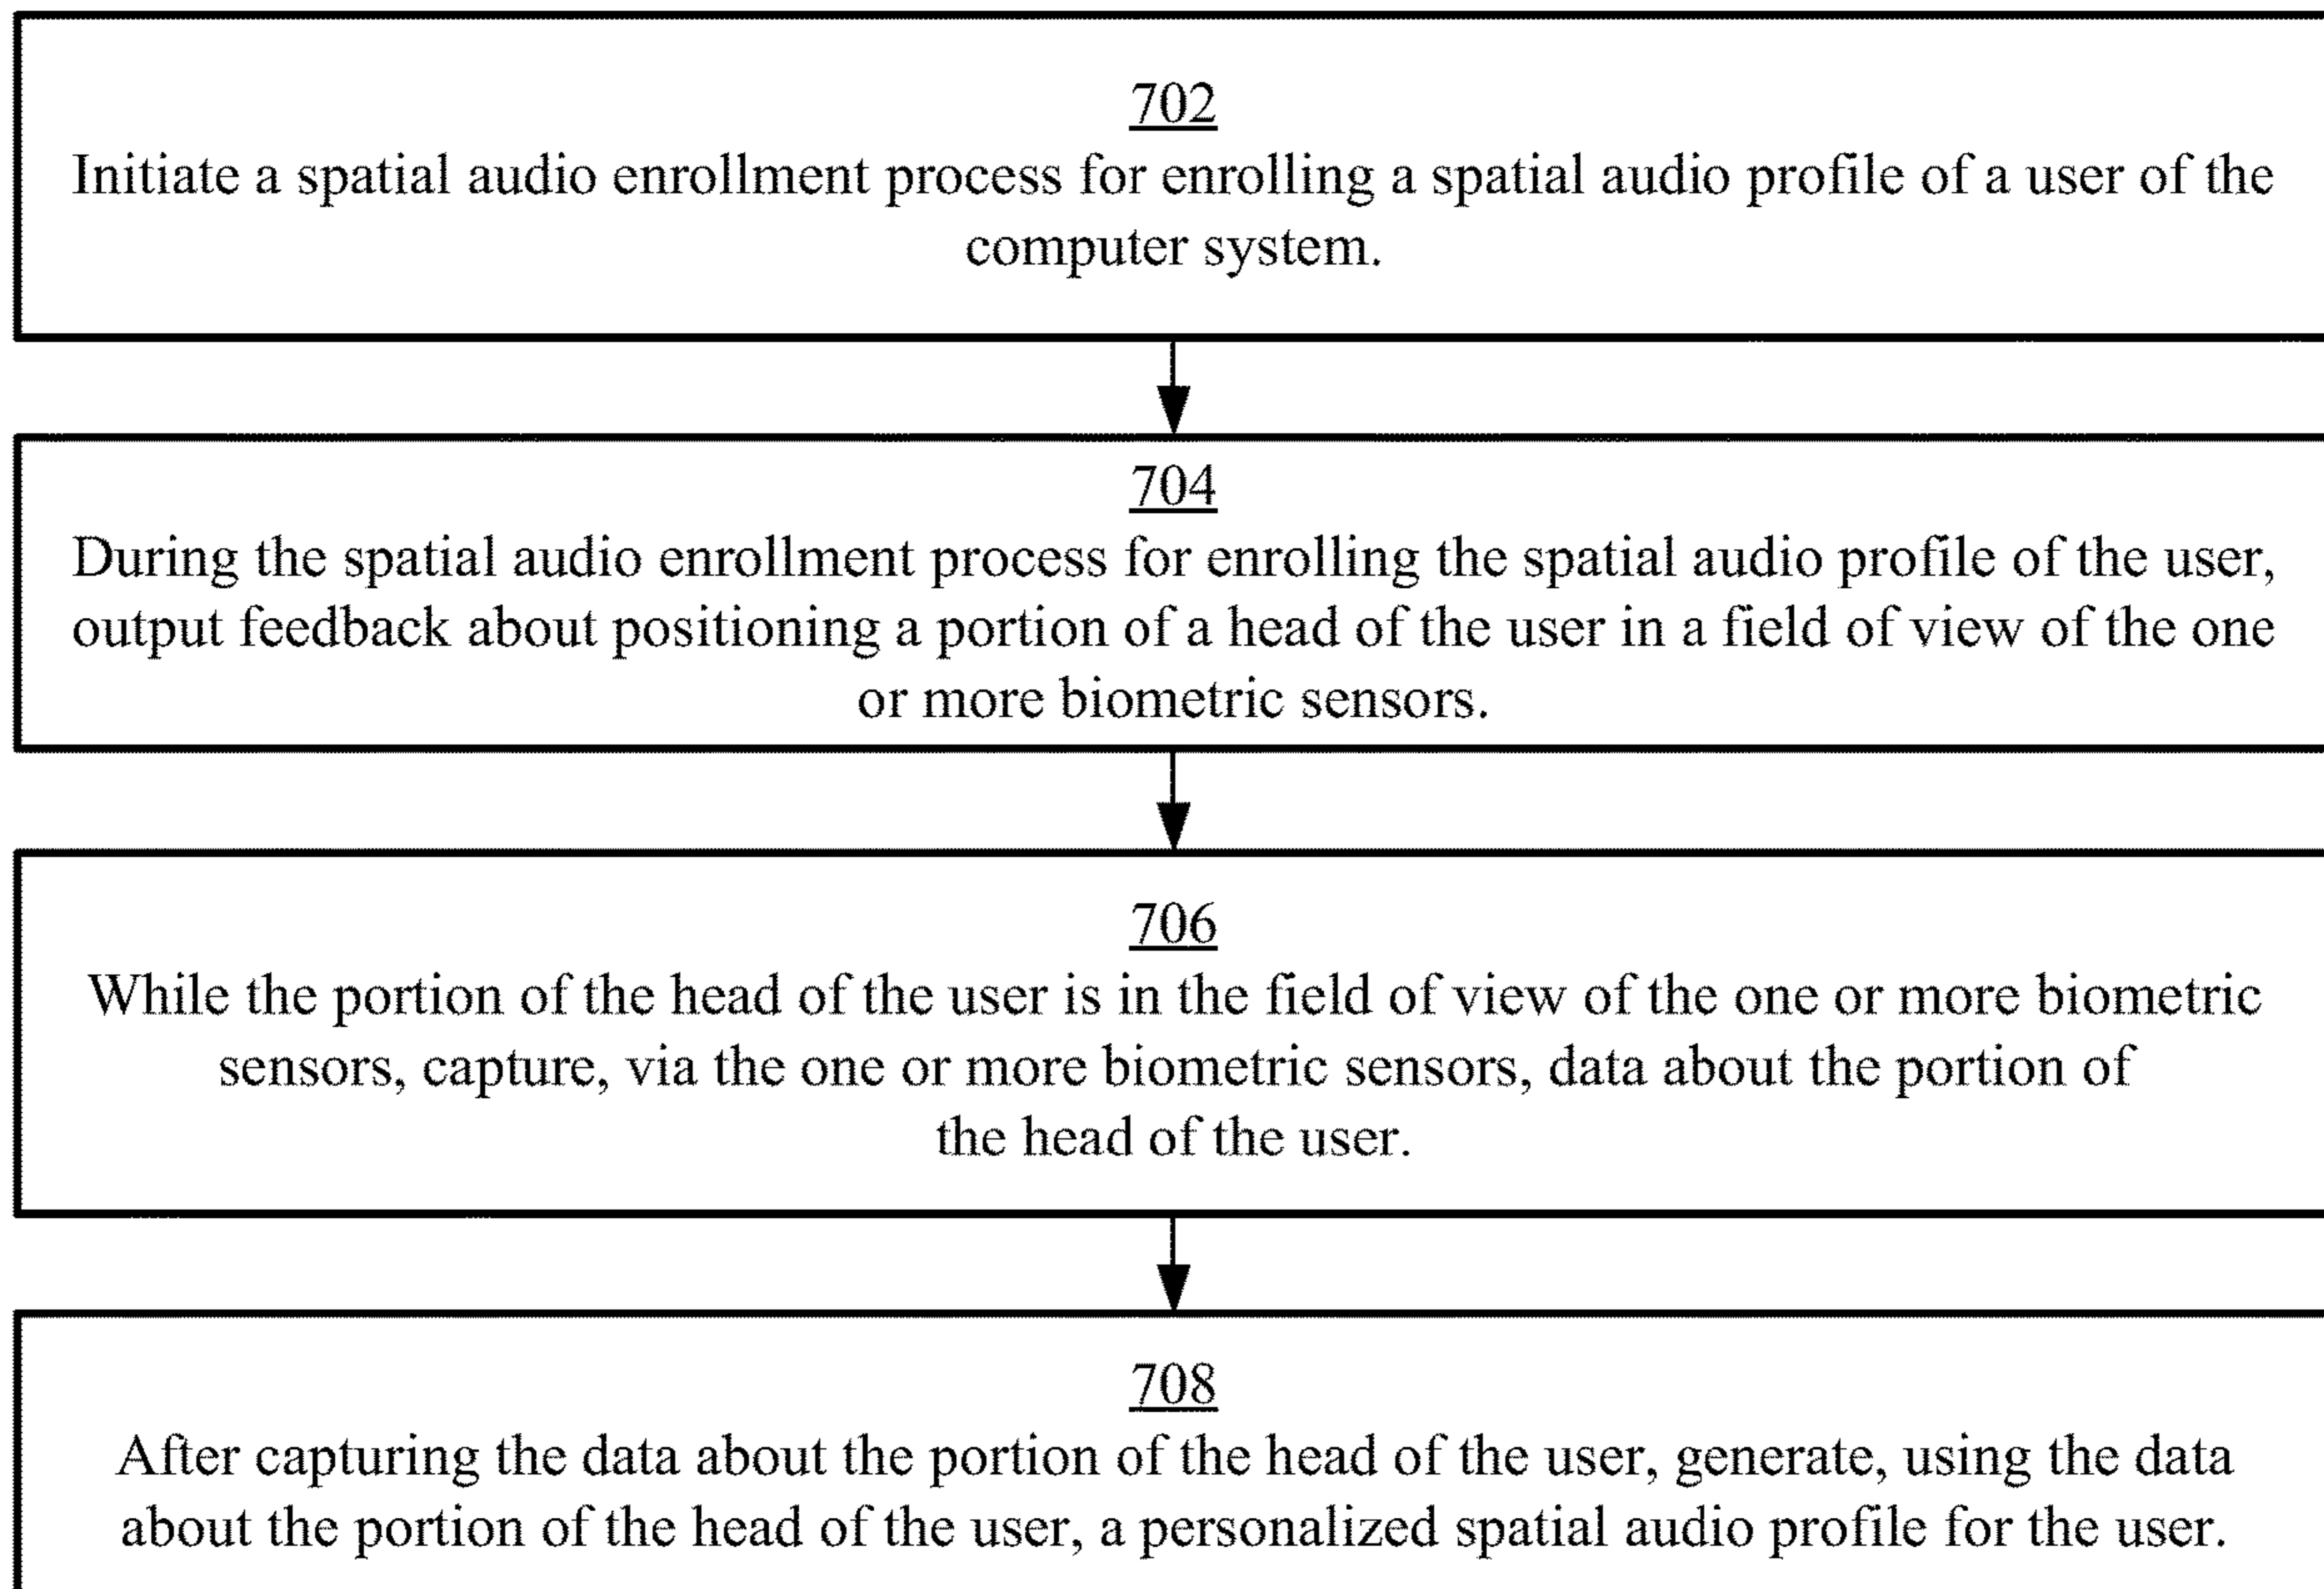 702
Initiate a spatial audio enrollment process for enrolling a spatial audio profile of a user of the
computer system.
704
During the spatial audio enrollment process for enrolling the spatial audio profile of the user,
output feedback about positioning a portion of a head of the user in a field of view of the one
or more biometric sensors.
706
While the portion of the head of the user is in the field of view of the one or more biometric
sensors, capture, via the one or more biometric sensors, data about the portion of
the head of the user.
708
After capturing the data about the portion of the head of the user, generate, using the data
about the portion of the head of the user, a personalized spatial audio profile for the user.